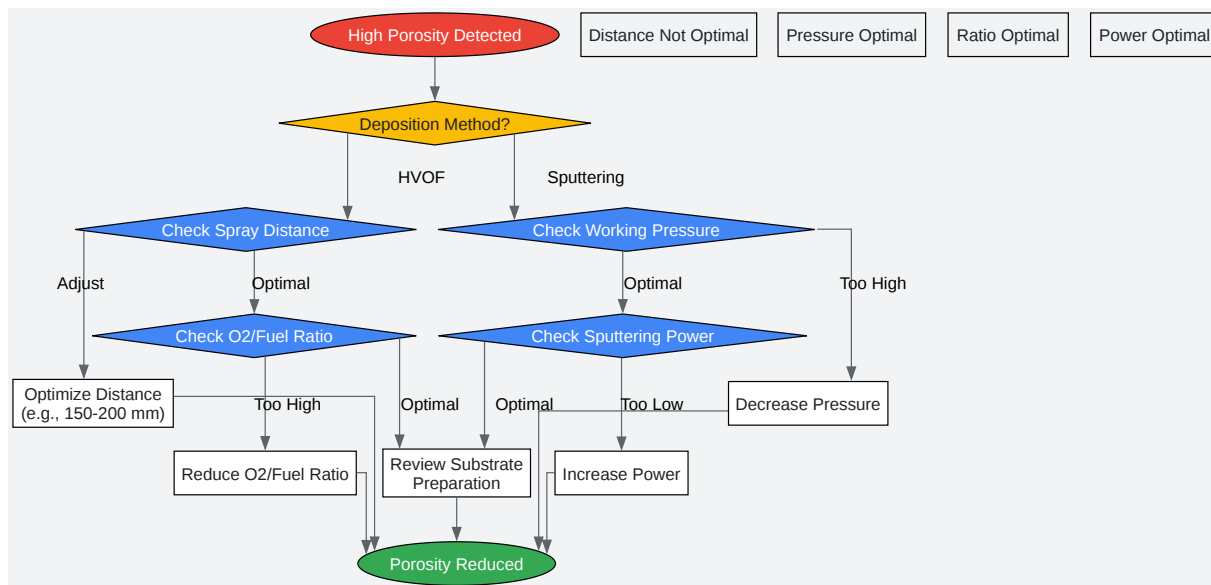 High Porosity Detected
Distance Not Optimal
Pressure Optimal
Ratio Optimal
Power Optimal
Deposition Method?
HVOF
Sputtering
Check Spray Distance
Check Working Pressure
Adjust
Optimal
Optimal
Too High
Check O2/Fuel Ratio
Check Sputtering Power
Optimize Distance
(e.g., 150-200 mm)
Too High
Optimal
Optimal
Too Low
Decrease Pressure
Reduce O2/Fuel Ratio
Review Substrate
Preparation
Increase Power
Porosity Reduced